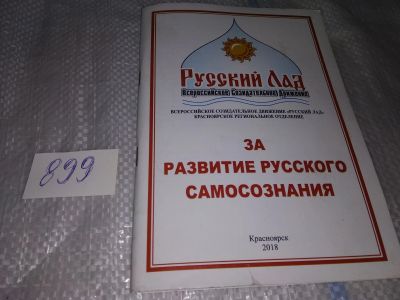 Русский Лад
Всероссийское Созидательное Движение
ВСЕРОССИЙСКОЕ СОЗИДАТЕЛЬНОЕ ДВИЖЕНИЕ «РУССКИЙ ЛАД»
КРАСНОЯРСКОЕ РЕГИОНАЛЬНОЕ ОТДЕЛЕНИЕ
ЗА
РАЗВИТИЕ РУССКОГО
САМОСОЗНАНИЯ
Красноярск
2018
899